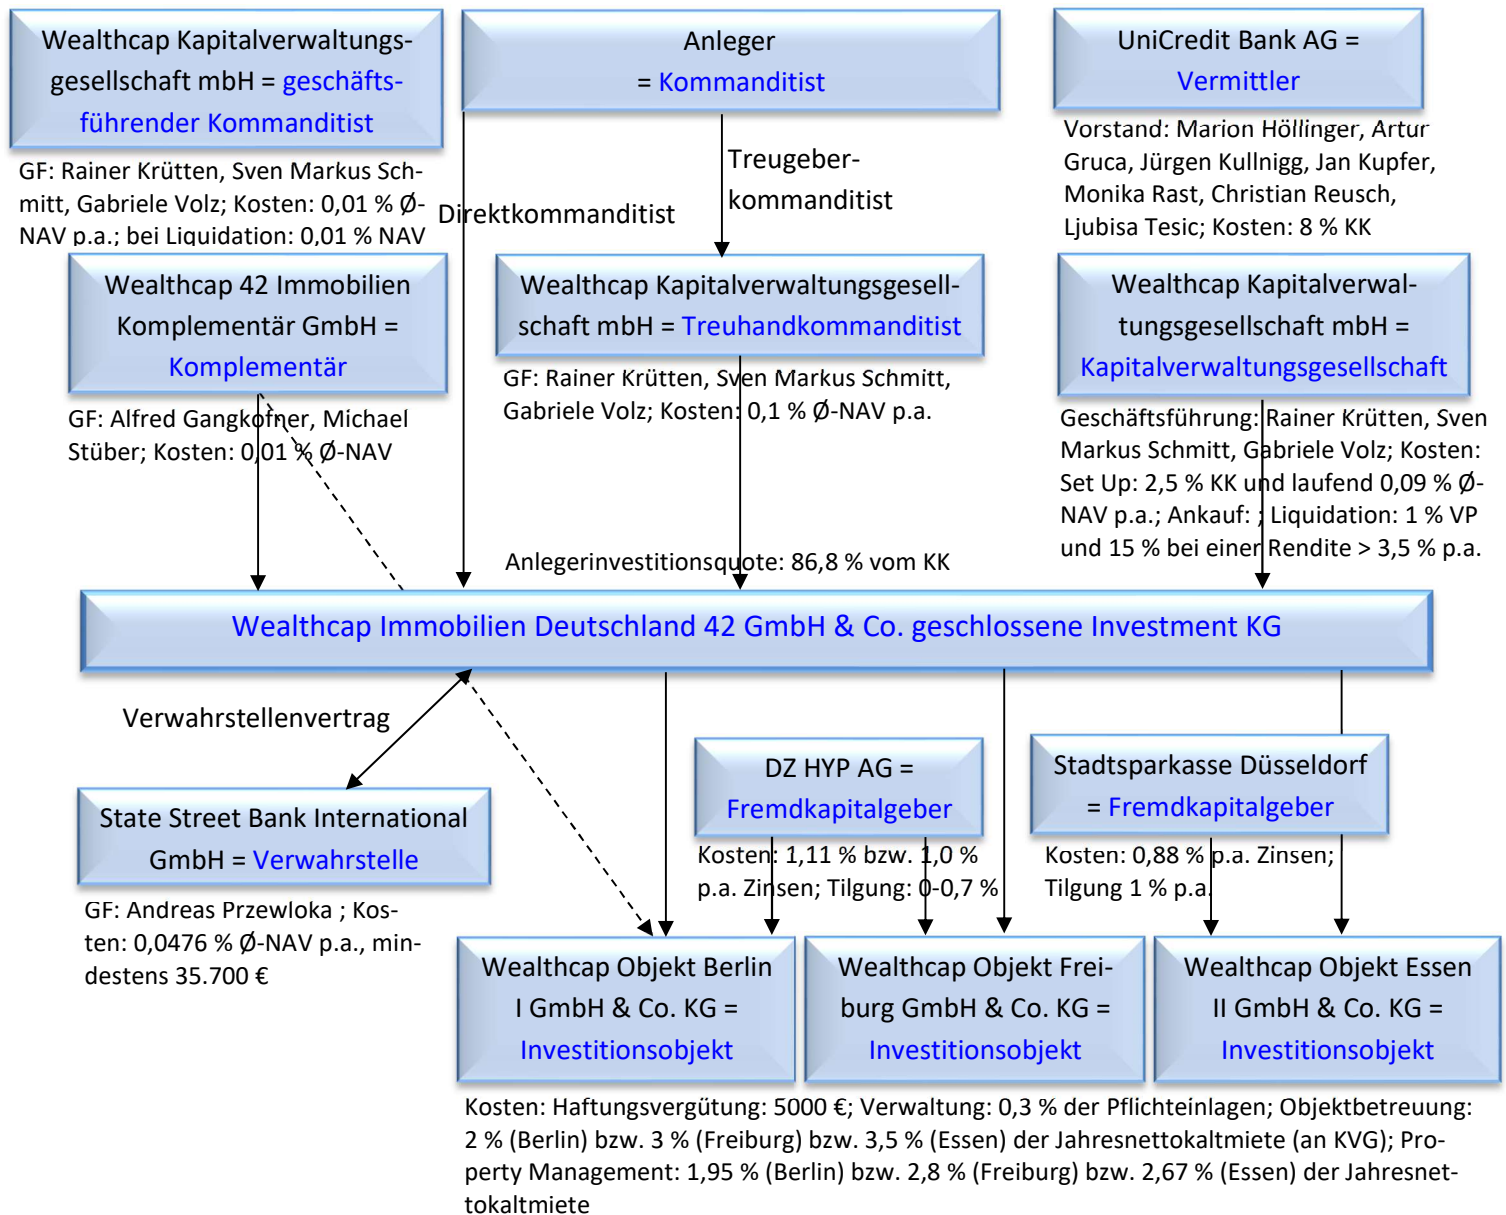 Wealthcap Kapitalverwaltungs-
gesellschaft mbH = geschäfts-
führender Kommanditist
GF: Rainer Krütten, Sven Markus Sch-
mitt, Gabriele Volz; Kosten: 0,01 % Ø-
NAV p.a.; bei Liquidation: 0,01 % NAV
Anleger
= Kommanditist
UniCredit Bank AG =
Vermittler
Vorstand: Marion Höllinger, Artur
Gruca, Jürgen Kullnigg, Jan Kupfer,
Monika Rast, Christian Reusch,
Ljubisa Tesic; Kosten: 8 % KK
Direktkommanditist
Treugeber-
kommanditist
Wealthcap 42 Immobilien
Komplementär GmbH =
Komplementär
GF: Alfred Gangkofner, Michael
Stüber; Kosten: 0,01 % Ø-NAV
Wealthcap Kapitalverwaltungsgesell-
schaft mbH = Treuhandkommanditist
GF: Rainer Krütten, Sven Markus Schmitt,
Gabriele Volz; Kosten: 0,1 % Ø-NAV p.a.
Wealthcap Kapitalverwal-
tungsgesellschaft mbH =
Kapitalverwaltungsgesellschaft
Geschäftsführung: Rainer Krütten, Sven
Markus Schmitt, Gabriele Volz; Kosten:
Set Up: 2,5 % KK und laufend 0,09 % Ø-
NAV p.a.; Ankauf: ; Liquidation: 1 % VP
und 15 % bei einer Rendite > 3,5 % p.a.
Anlegerinvestitionsquote: 86,8 % vom KK
Wealthcap Immobilien Deutschland 42 GmbH & Co. geschlossene Investment KG
Verwahrstellenvertrag
State Street Bank International
GmbH = Verwahrstelle
GF: Andreas Przewloka ; Kos-
ten: 0,0476 % Ø-NAV p.a., min-
destens 35.700 €
DZ HYP AG =
Fremdkapitalgeber
Kosten: 1,11 % bzw. 1,0 %
p.a. Zinsen; Tilgung: 0-0,7 %
Stadtsparkasse Düsseldorf
= Fremdkapitalgeber
Kosten: 0,88 % p.a. Zinsen;
Tilgung 1 % p.a.
Wealthcap Objekt Berlin
I GmbH & Co. KG =
Investitionsobjekt
Wealthcap Objekt Frei-
burg GmbH & Co. KG =
Investitionsobjekt
Wealthcap Objekt Essen
II GmbH & Co. KG =
Investitionsobjekt
Kosten: Haftungsvergütung: 5000 €; Verwaltung: 0,3 % der Pflichteinlagen; Objektbetreuung:
2 % (Berlin) bzw. 3 % (Freiburg) bzw. 3,5 % (Essen) der Jahresnettokaltmiete (an KVG); Pro-
perty Management: 1,95 % (Berlin) bzw. 2,8 % (Freiburg) bzw. 2,67 % (Essen) der Jahresnet-
tokaltmiete